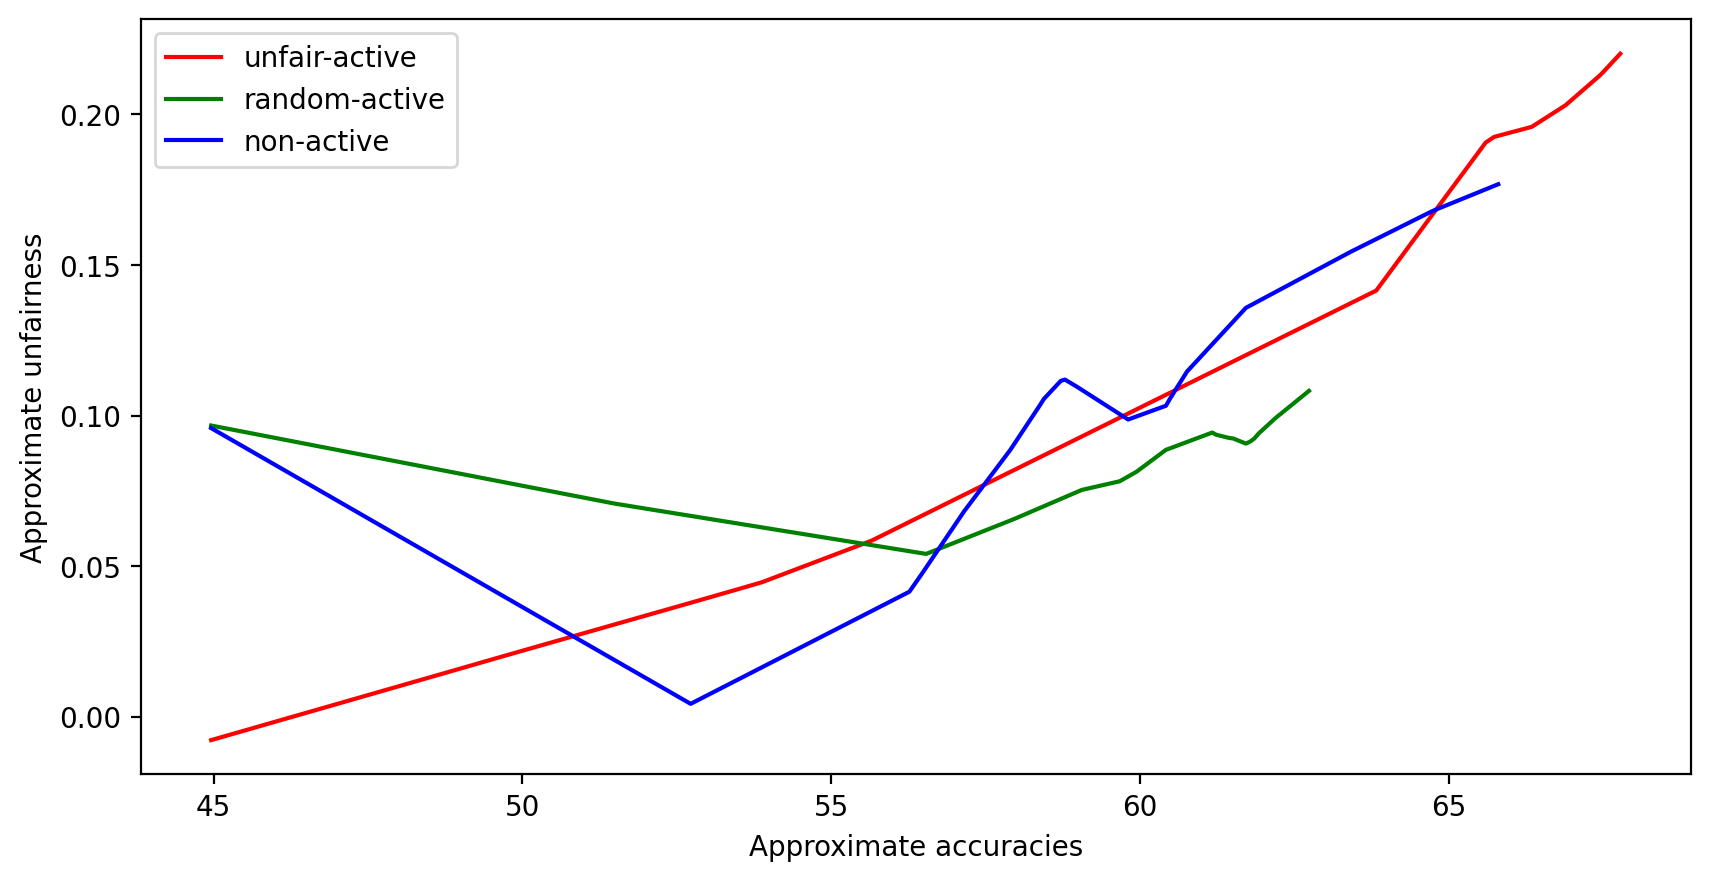 unfair-active
random-active
non-active
Approximate unfairness
0.20
0.15
0.10
0.05
0.00
45 50 55 60 65
Approximate accuracies